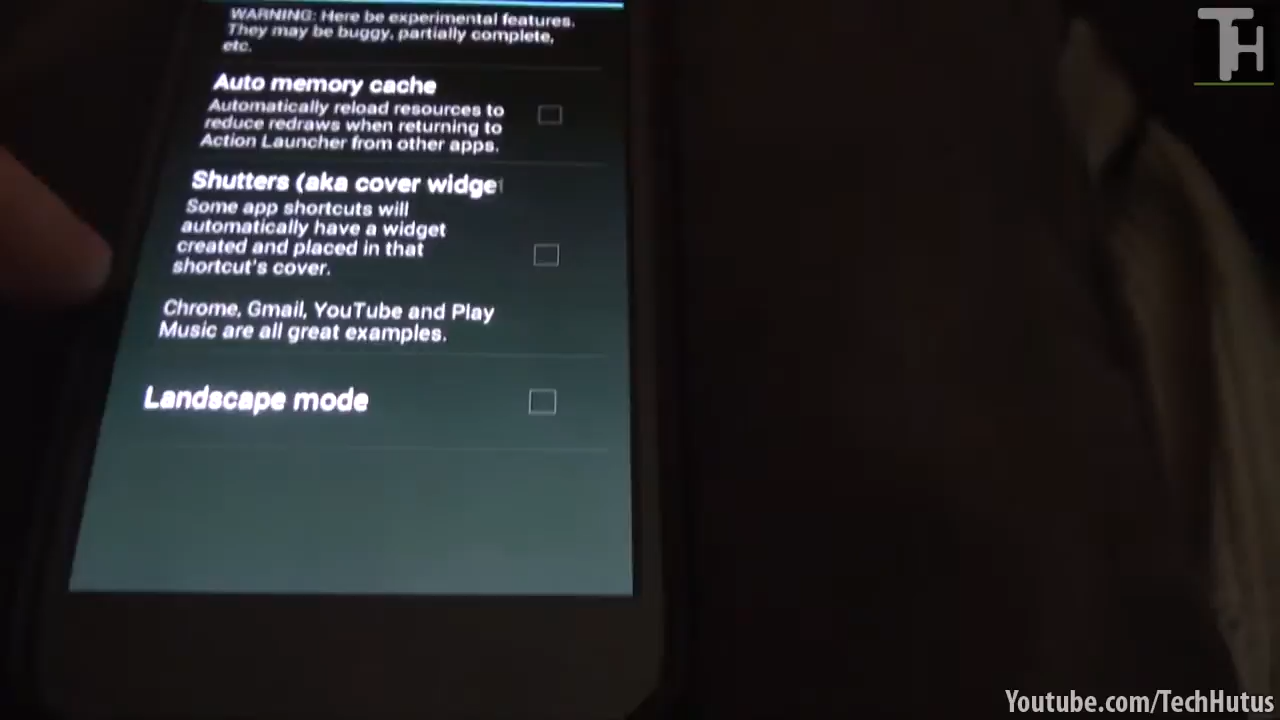 TH
WARNING: Here be experimental features.
They may be buggy, partially complete,
etc.
Auto memory cache
Automatically reload resources to
reduce redraws when returning to
Action Launcher from other apps.
Shutters (aka cover widget
Some app shortcuts will
automatically have a widget
created and placed in that
shortcut's cover.
Chrome, Gmail, YouTube and Play
Music are all great examples.
Landscape mode
Youtube.com/TechHutus